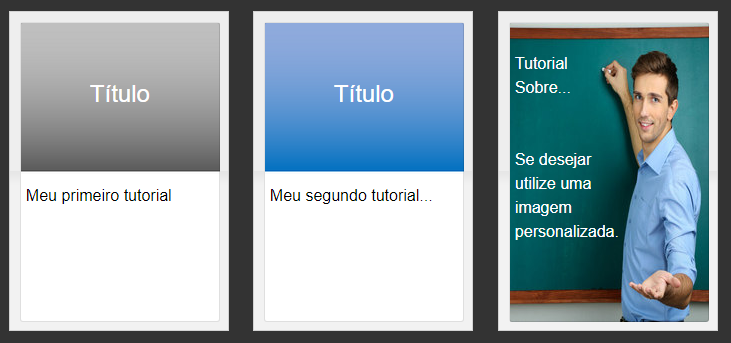 Título
Meu primeiro tutorial
Título
Meu segundo tutorial...
Tutorial
Sobre...
Se desejar
utilize uma
imagem
personalizada.